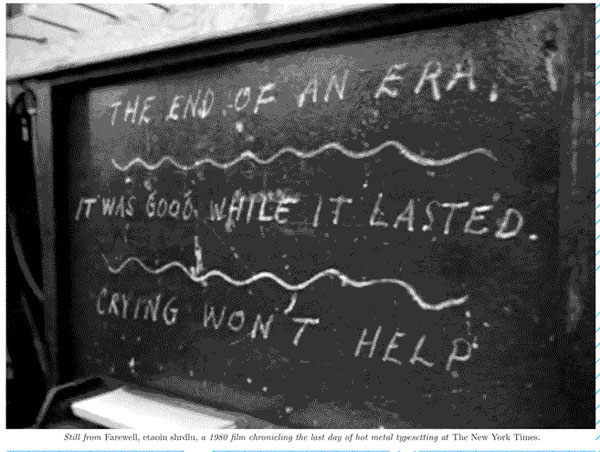 THE END OF AN ERA.
IT WAS GOOD WHILE IT LASTED.
CRYING WON'T HELP
Still from Farewell, etaoin shrdlu, a 1980 film chronicling the last day of hot metal typesetting at The New York Times.